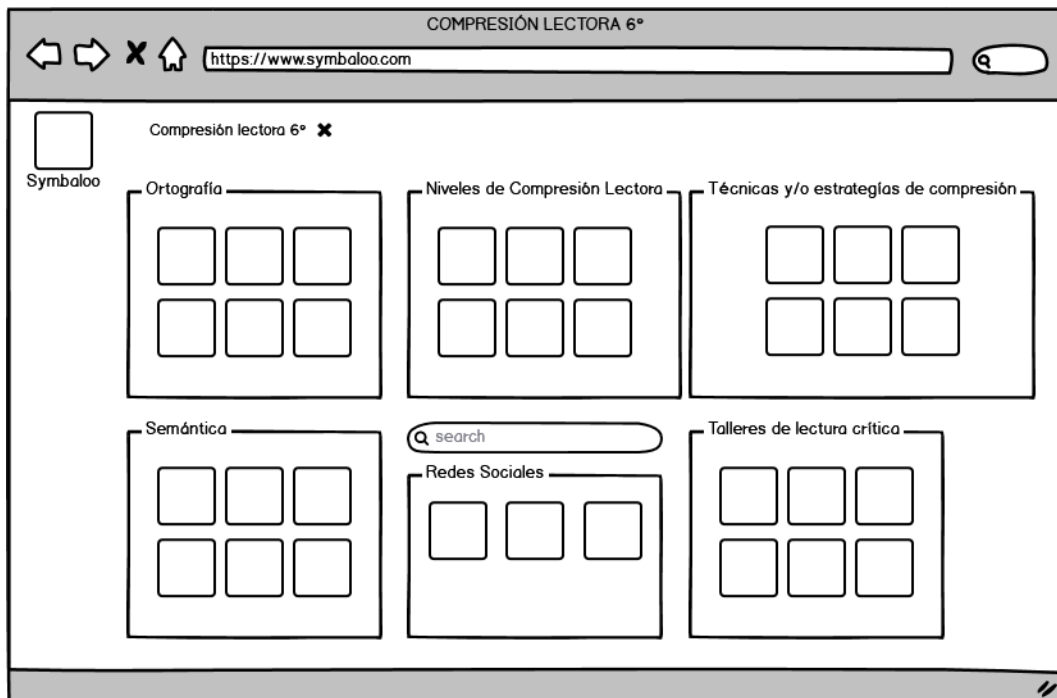 COMPRESIÓN LECTORA 6°
https://www.symbaloo.com
Compresión lectora 6°
Symbaloo
Ortografía
Niveles de Compresión Lectora
Técnicas y/o estrategías de compresión
Semántica
search
Redes Sociales
Talleres de lectura crítica